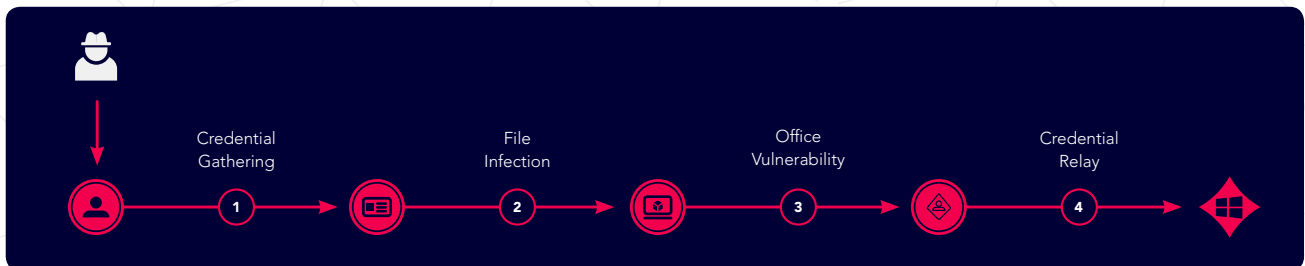 Credential
Gathering
File
Infection
Office
Vulnerability
Credential
Relay
1
2
3
4